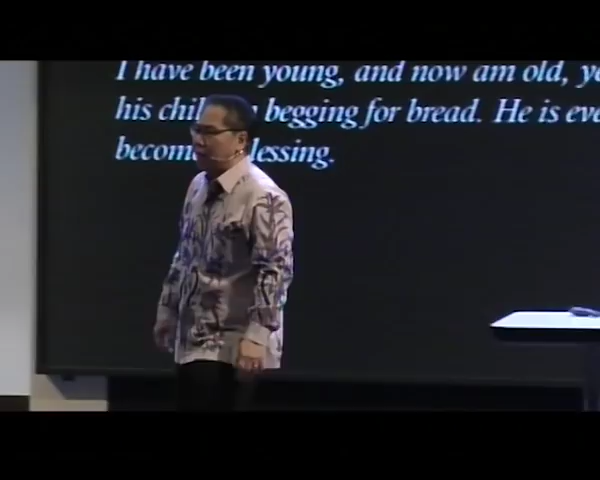 I have been young, and now am old,
his begging for bread. He is